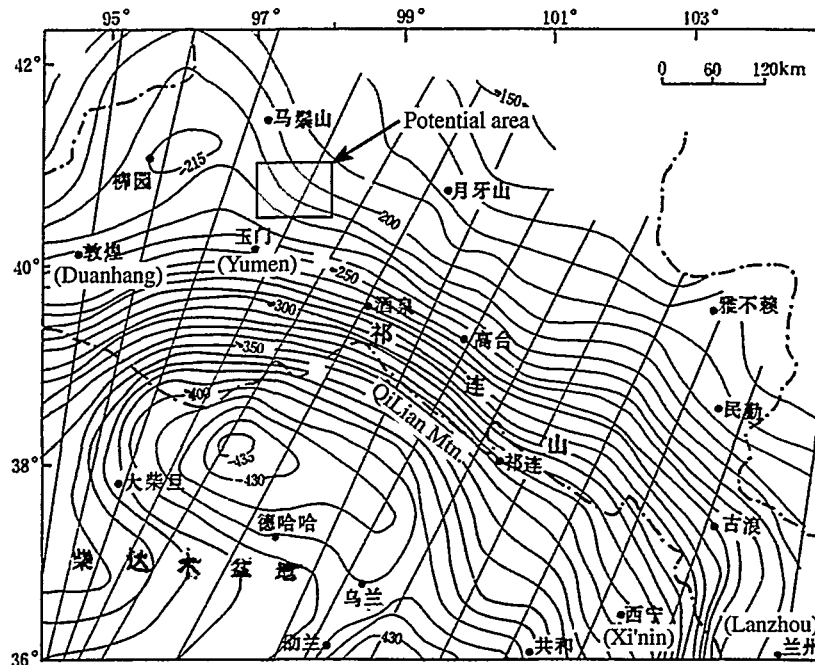 95° 97° 99° 101° 103°
42°
0 60 120km
-150
马鬃山
Potential area
-215
柳园
月牙山
-200
玉门
(Yumen)
敦煌
(Duanhang)
40°
-250
酒泉
-300
雅不赖
祁
高台
-350
连
-400
QiLian Mtn.
民勤
山
祁连
38°
-435
-430
大柴旦
德哈哈
古浪
柴达木盆地
乌兰
西宁
(Xi'nin)
(Lanzhou)
-430
共和
兰州
36°